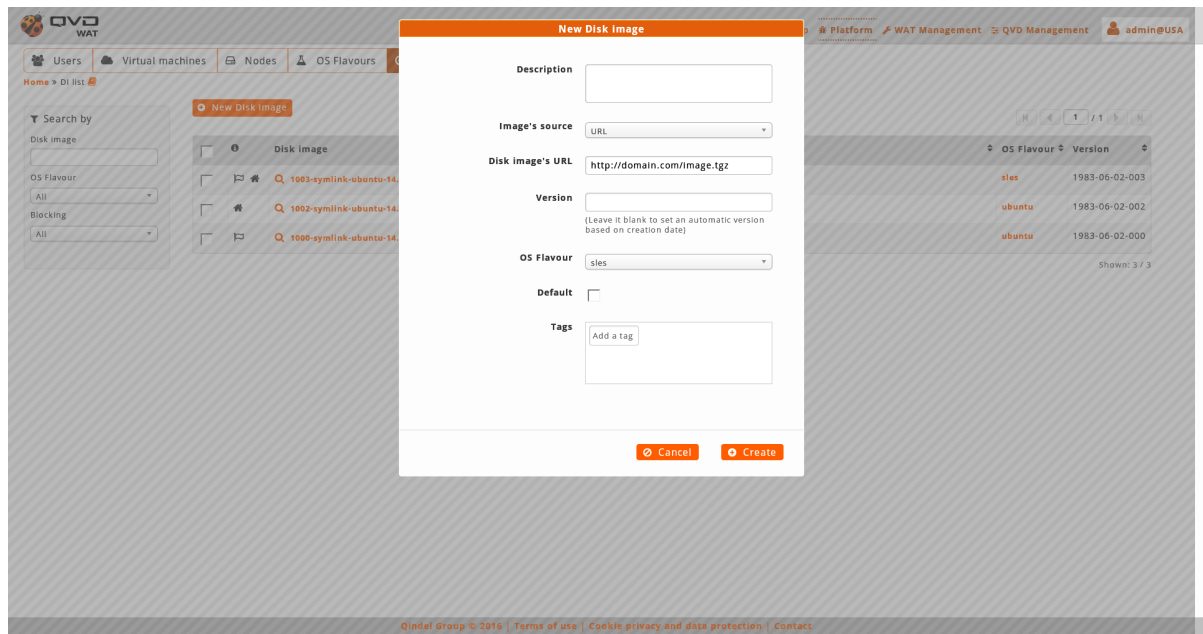 QVD
WAT
New Disk image
Platform
WAT Management
QVD Management
admin@USA
Users
Virtual machines
Nodes
OS Flavours
Home » DI list
Search by
Disk image
OS Flavour
All
Blocking
All
New Disk Image
1 / 1
Disk image
OS Flavour
Version
1003-symlink-ubuntu-14.
sles
1983-06-02-003
1002-symlink-ubuntu-14.
ubuntu
1983-06-02-002
1000-symlink-ubuntu-14.
ubuntu
1983-06-02-000
Shown: 3 / 3
Description
Image's source
URL
Disk image's URL
http://domain.com/image.tgz
Version
(Leave it blank to set an automatic version
based on creation date)
OS Flavour
sles
Default
Tags
Add a tag
Cancel
Create
Qindel Group © 2016 | Terms of use | Cookie privacy and data protection | Contact